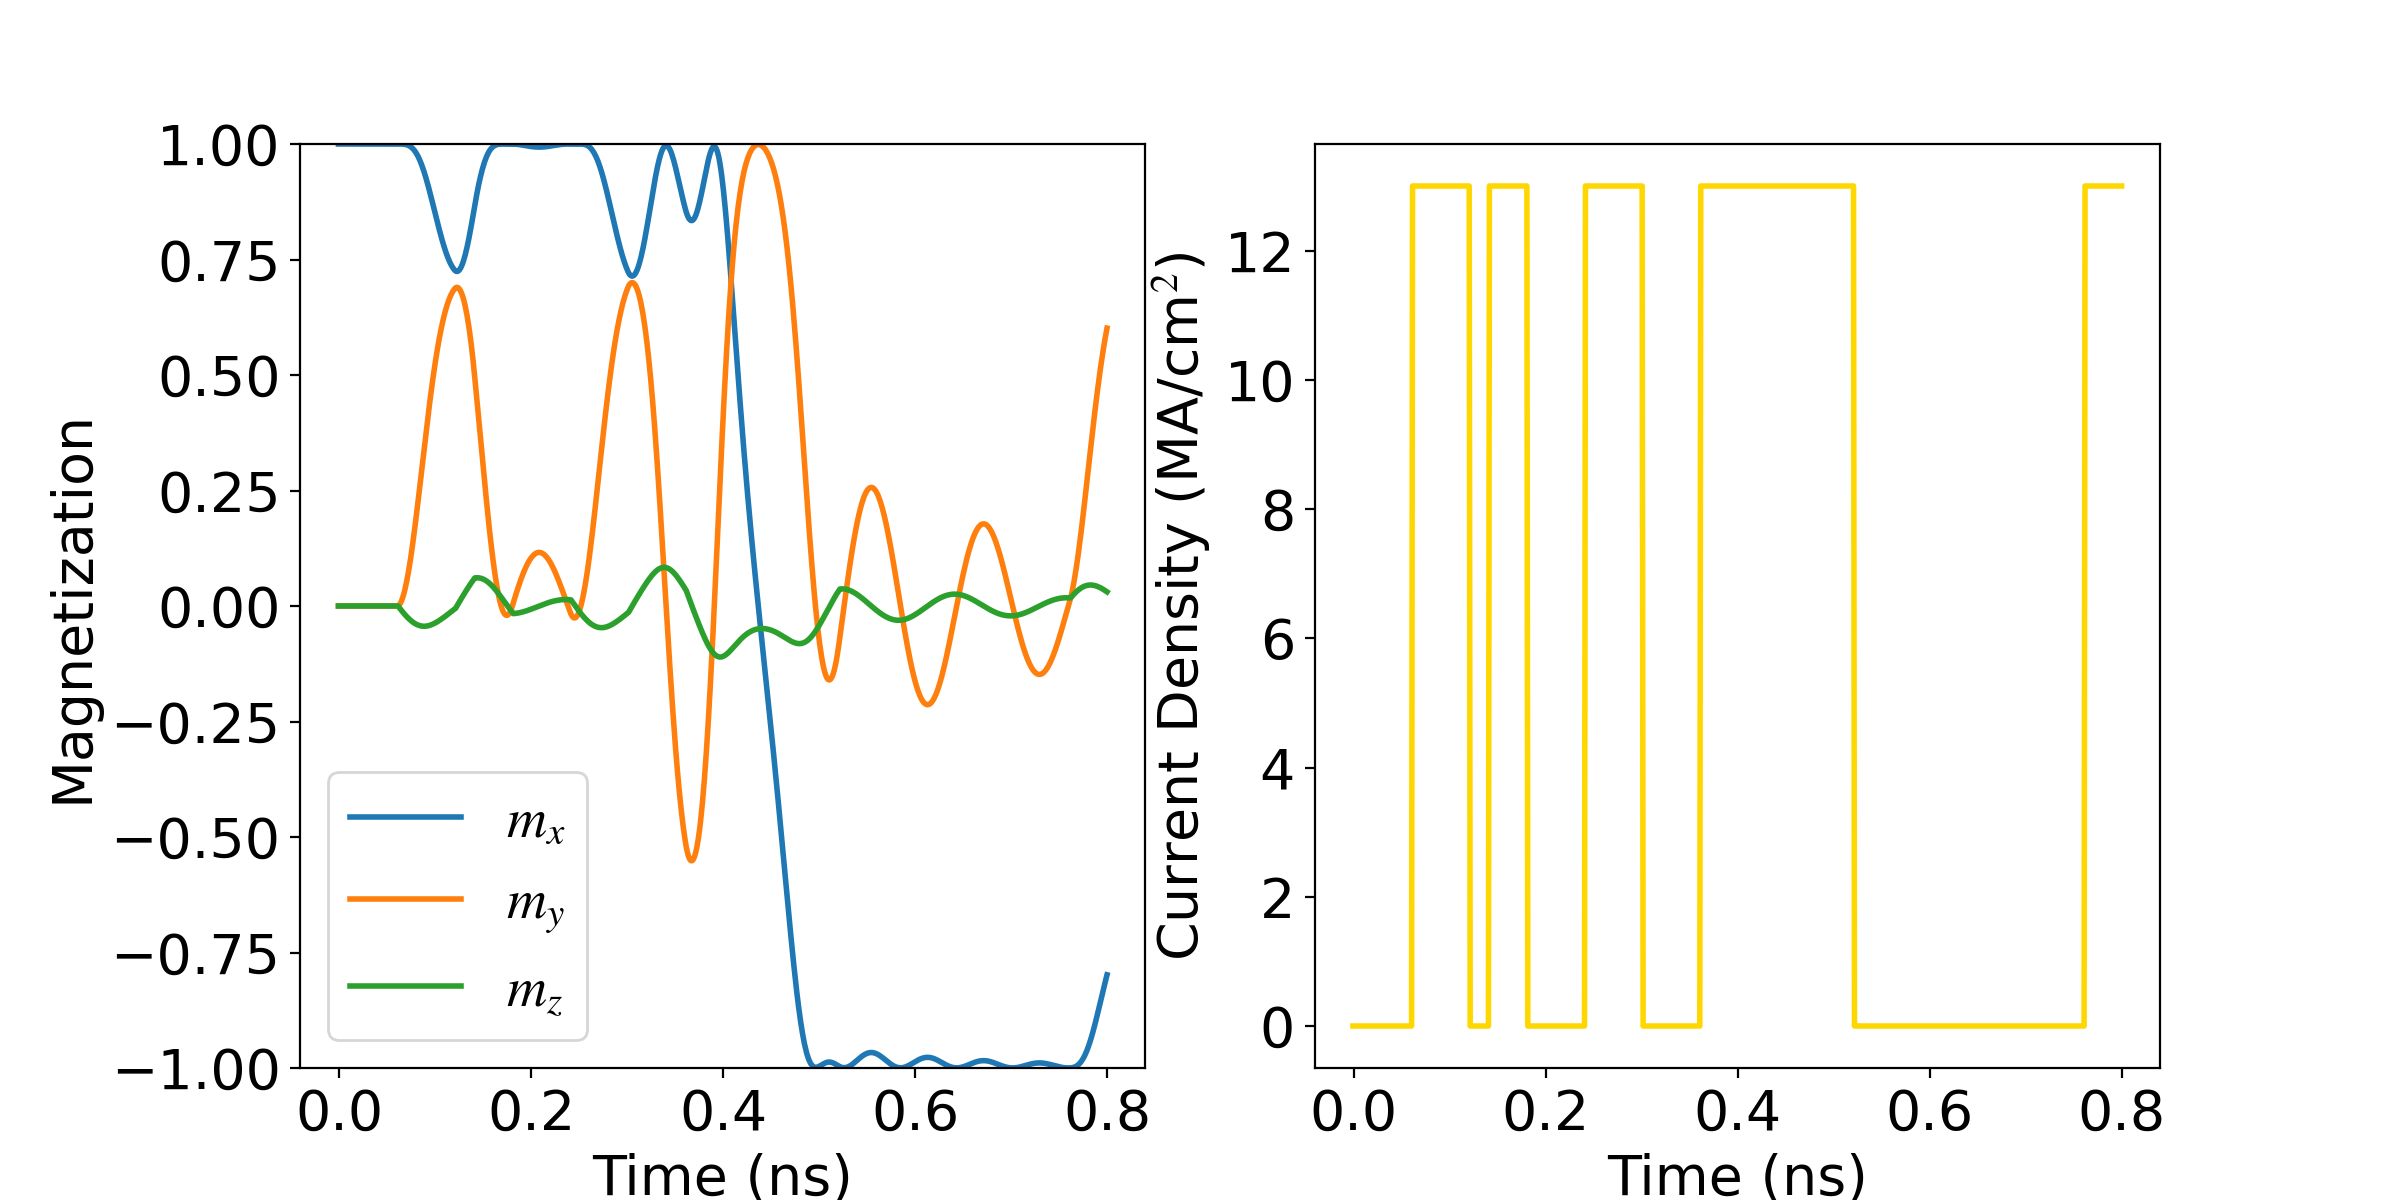 Magnetization
1.00
0.75
0.50
0.25
0.00
−0.25
−0.50
−0.75
−1.00
m_x
m_y
m_z
0.0 0.2 0.4 0.6 0.8
Time (ns)
Current Density (MA/cm²)
12
10
8
6
4
2
0
0.0 0.2 0.4 0.6 0.8
Time (ns)